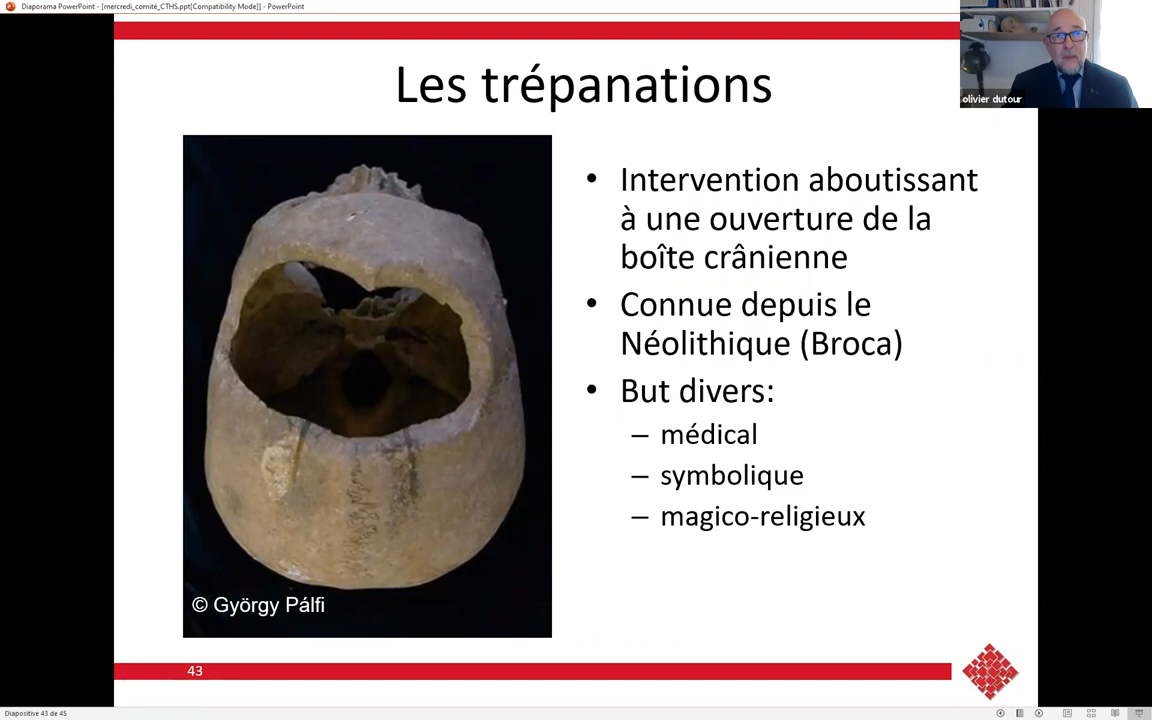 Diaporama PowerPoint - [mercredi_comité_CTHS.ppt[Compatibility Mode]] - PowerPoint
olivier dutour
Les trépanations
• Intervention aboutissant
à une ouverture de la
boîte crânienne
• Connue depuis le
Néolithique (Broca)
• But divers:
– médical
– symbolique
– magico-religieux
© György Pálfi
43
Diapositive 43 de 45